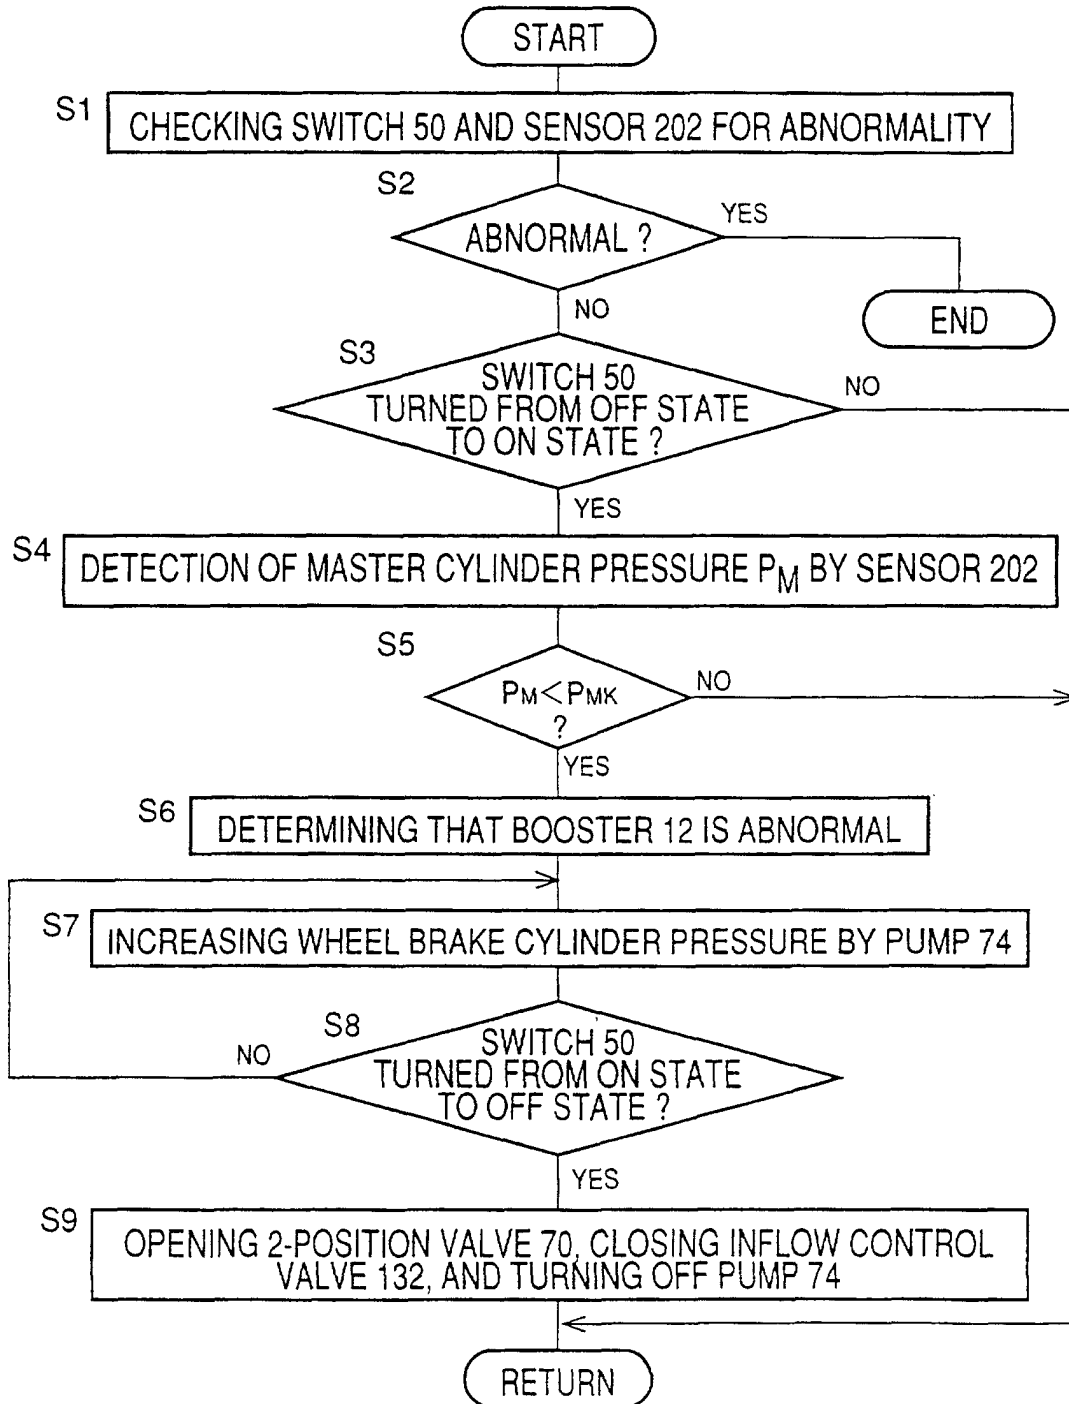 START
S1
CHECKING SWITCH 50 AND SENSOR 202 FOR ABNORMALITY
S2
ABNORMAL ?
YES
NO
END
S3
SWITCH 50
TURNED FROM OFF STATE
TO ON STATE ?
NO
YES
S4
DETECTION OF MASTER CYLINDER PRESSURE PM BY SENSOR 202
S5
PM<PMK
?
NO
YES
S6
DETERMINING THAT BOOSTER 12 IS ABNORMAL
S7
INCREASING WHEEL BRAKE CYLINDER PRESSURE BY PUMP 74
S8
SWITCH 50
TURNED FROM ON STATE
TO OFF STATE ?
NO
YES
S9
OPENING 2-POSITION VALVE 70, CLOSING INFLOW CONTROL
VALVE 132, AND TURNING OFF PUMP 74
RETURN